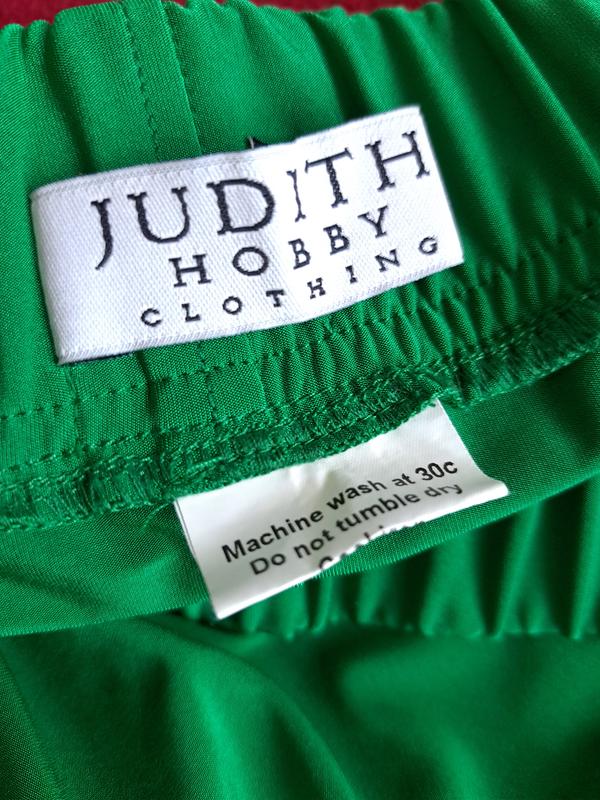 JUDITH
HOBBY
CLOTHING
Machine wash at 30c
Do not tumble dry